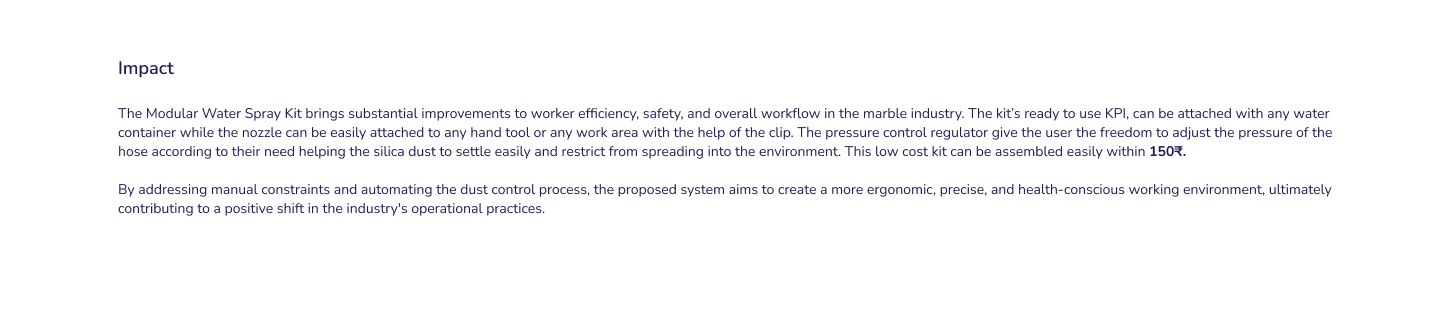 Impact
The Modular Water Spray Kit brings substantial improvements to worker efficiency, safety, and overall workflow in the marble industry. The kit's ready to use KPI, can be attached with any water
container while the nozzle can be easily attached to any hand tool or any work area with the help of the clip. The pressure control regulator give the user the freedom to adjust the pressure of the
hose according to their need helping the silica dust to settle easily and restrict from spreading into the environment. This low cost kit can be assembled easily within 150₹.
By addressing manual constraints and automating the dust control process, the proposed system aims to create a more ergonomic, precise, and health-conscious working environment, ultimately
contributing to a positive shift in the industry's operational practices.